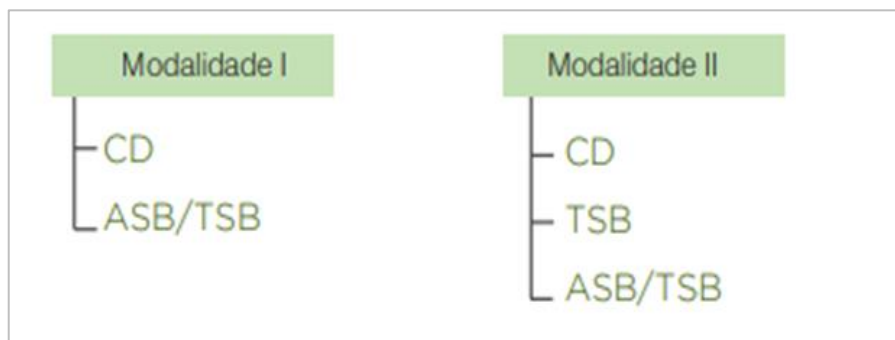 Modalidade I
CD
ASB/TSB
Modalidade II
CD
TSB
ASB/TSB